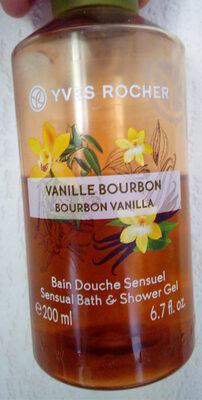 YVES ROCHER
VANILLE BOURBON
BOURBON VANILLA
Bain Douche Sensuel
Sensual Bath & Shower Gel
℮200 ml 6.7 fl. oz.